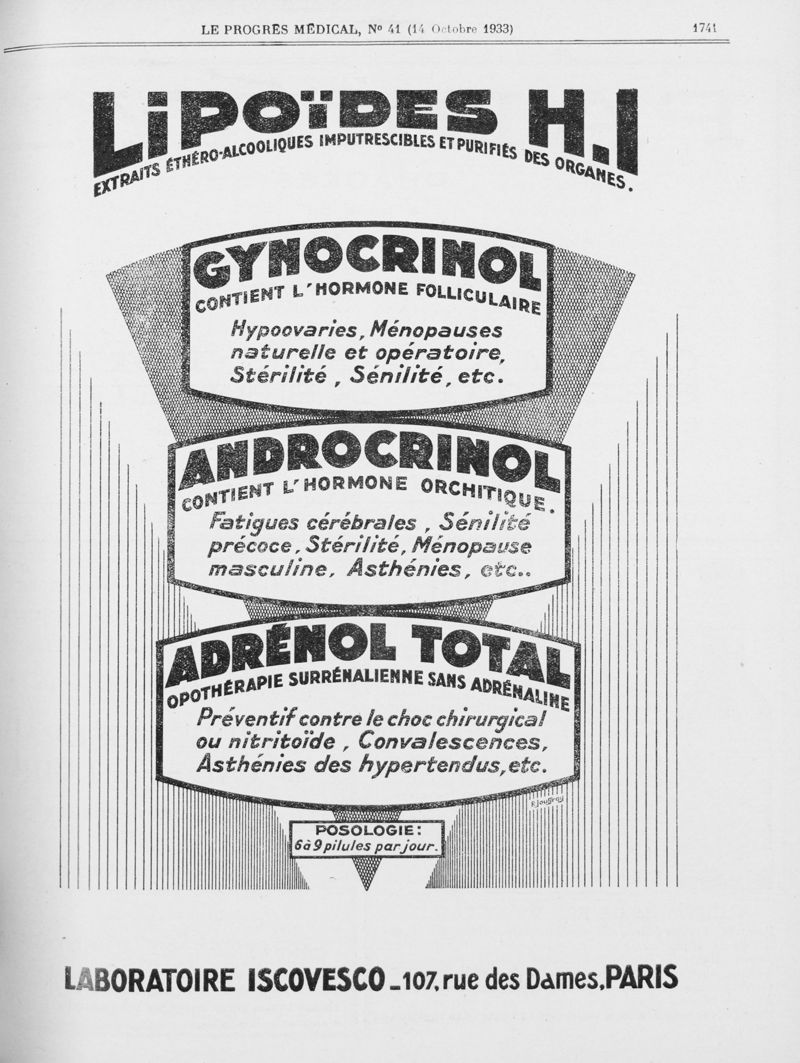 LE PROGRÈS MÉDICAL, Nº 41 (14 Octobre 1933) 1741
LIPOÏDES H.I
EXTRAITS ÉTHÉRO-ALCOOLIQUES IMPUTRESCIBLES ET PURIFIÉS DES ORGANES.
GYNOCRINOL
CONTIENT L'HORMONE FOLLICULAIRE
Hypoovaries, Ménopauses
naturelle et opératoire,
Stérilité, Sénilité, etc.
ANDROCRINOL
CONTIENT L'HORMONE ORCHITIQUE.
Fatigues cérébrales, Sénilité
précoce, Stérilité, Ménopause
masculine, Asthénies, etc..
ADRÉNOL TOTAL
OPOTHÉRAPIE SURRÉNALIENNE SANS ADRÉNALINE
Préventif contre le choc chirurgical
ou nitritoïde, Convalescences,
Asthénies des hypertendus, etc.
POSOLOGIE:
6 à 9 pilules par jour.
LABORATOIRE ISCOVESCO _ 107, rue des Dames, PARIS